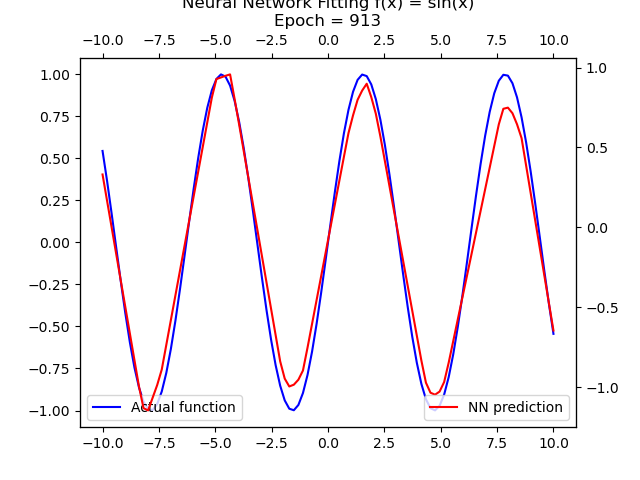 Neural Network Fitting f(x) = sin(x)
Epoch = 913
−10.0 −7.5 −5.0 −2.5 0.0 2.5 5.0 7.5 10.0
1.00
0.75
0.50
0.25
0.00
−0.25
−0.50
−0.75
−1.00
1.0
0.5
0.0
−0.5
−1.0
Actual function
NN prediction
−10.0 −7.5 −5.0 −2.5 0.0 2.5 5.0 7.5 10.0